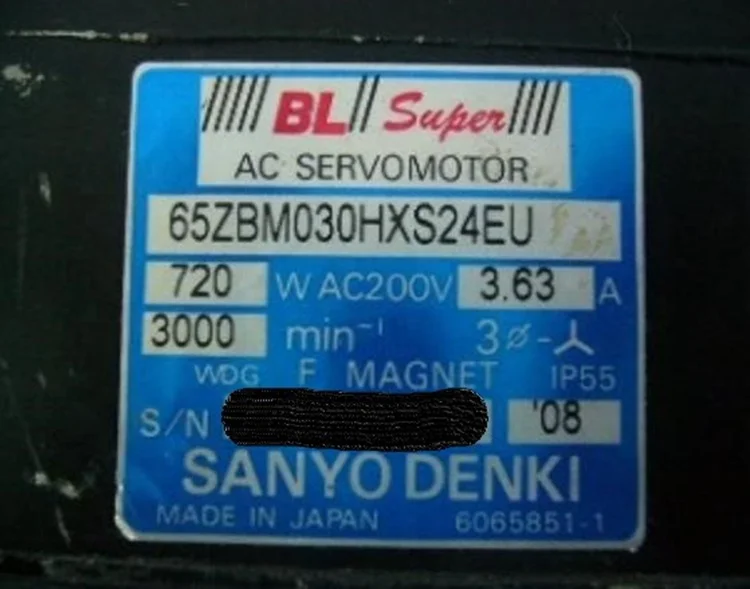 BL Super
AC SERVOMOTOR
65ZBM030HXS24EU
720 W AC200V 3.63 A
3000 min⁻¹ 3ø-人
WDG F MAGNET IP55
S/N '08
SANYO DENKI
MADE IN JAPAN 6065851-1